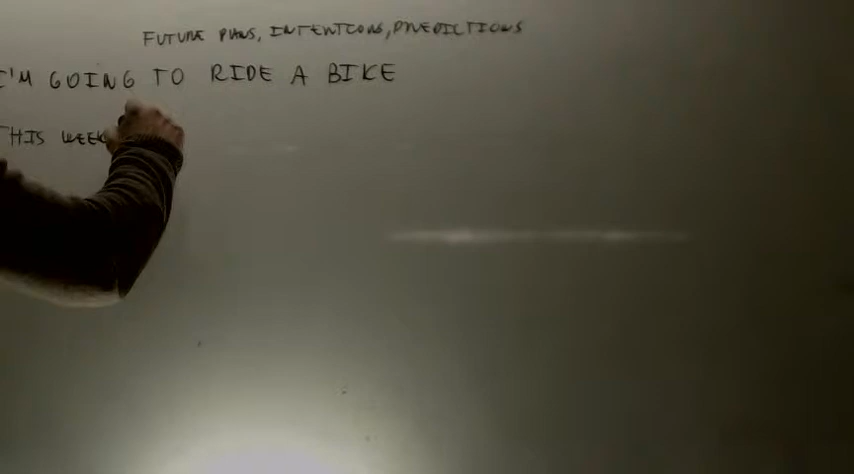 FUTURE PLANS, INTENTIONS, PREDICTIONS
I'M GOING TO RIDE A BIKE
THIS WEEK